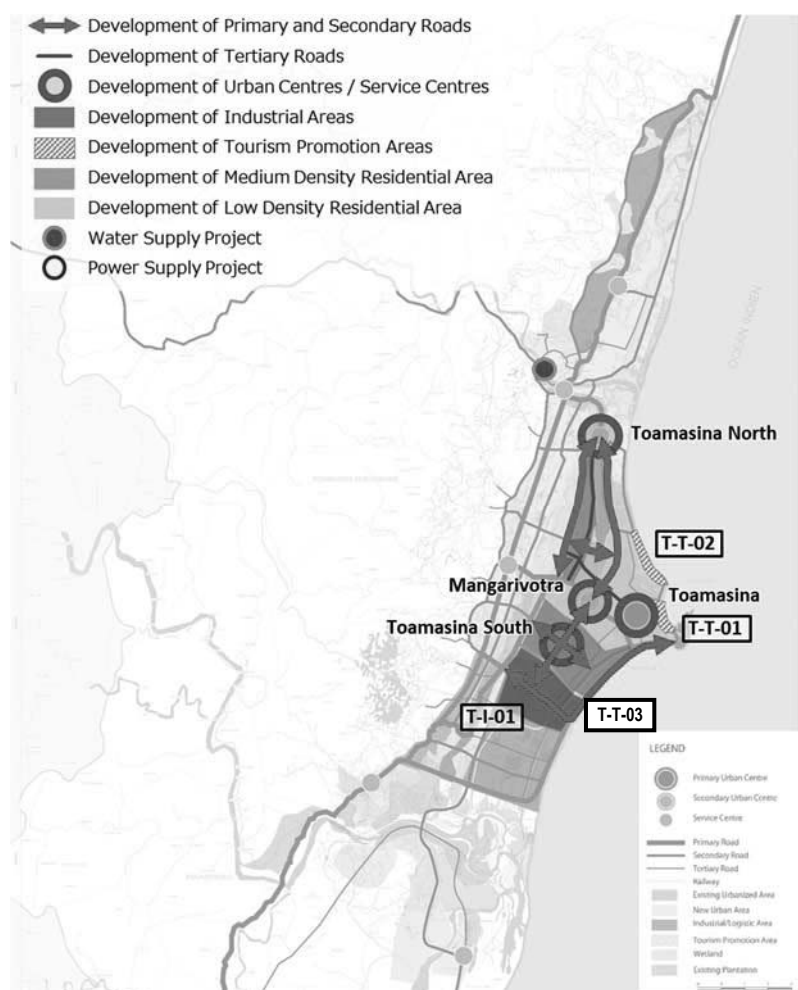 Development of Primary and Secondary Roads
Development of Tertiary Roads
Development of Urban Centres / Service Centres
Development of Industrial Areas
Development of Tourism Promotion Areas
Development of Medium Density Residential Area
Development of Low Density Residential Area
Water Supply Project
Power Supply Project
OCEAN INDIEN
Toamasina North
T-T-02
Mangarivotra
Toamasina
Toamasina South
T-T-01
T-I-01
T-T-03
LEGEND
Primary Urban Centre
Secondary Urban Centre
Service Centre
Primary Road
Secondary Road
Tertiary Road
Railway
Existing Urbanized Area
New Urban Area
Industrial/Logistic Area
Tourism Promotion Area
Wetland
Existing Plantation